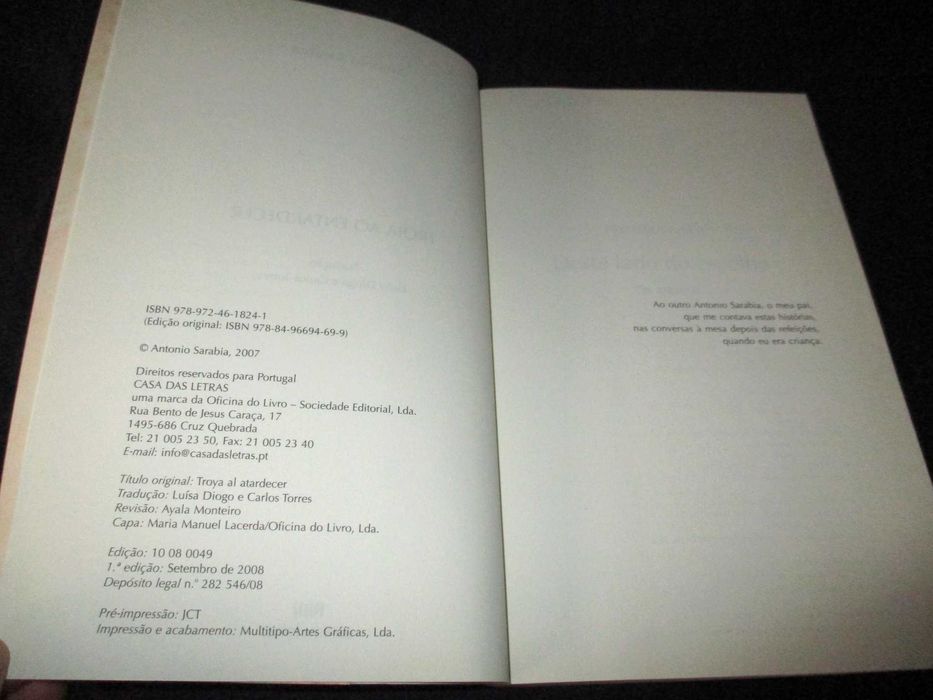 ISBN 978-972-46-1824-1
(Edição original: ISBN 978-84-96694-69-9)
© Antonio Sarabia, 2007
Direitos reservados para Portugal
CASA DAS LETRAS
uma marca da Oficina do Livro – Sociedade Editorial, Lda.
Rua Bento de Jesus Caraça, 17
1495-686 Cruz Quebrada
Tel: 21 005 23 50, Fax: 21 005 23 40
E-mail: info@casadasletras.pt
Título original: Troya al atardecer
Tradução: Luísa Diogo e Carlos Torres
Revisão: Ayala Monteiro
Capa: Maria Manuel Lacerda/Oficina do Livro, Lda.
Edição: 10 08 0049
1.ª edição: Setembro de 2008
Depósito legal n.º 282 546/08
Pré-impressão: JCT
Impressão e acabamento: Multitipo-Artes Gráficas, Lda.
Ao outro Antonio Sarabia, o meu pai,
que me contava estas histórias,
nas conversas à mesa depois das refeições,
quando eu era criança.